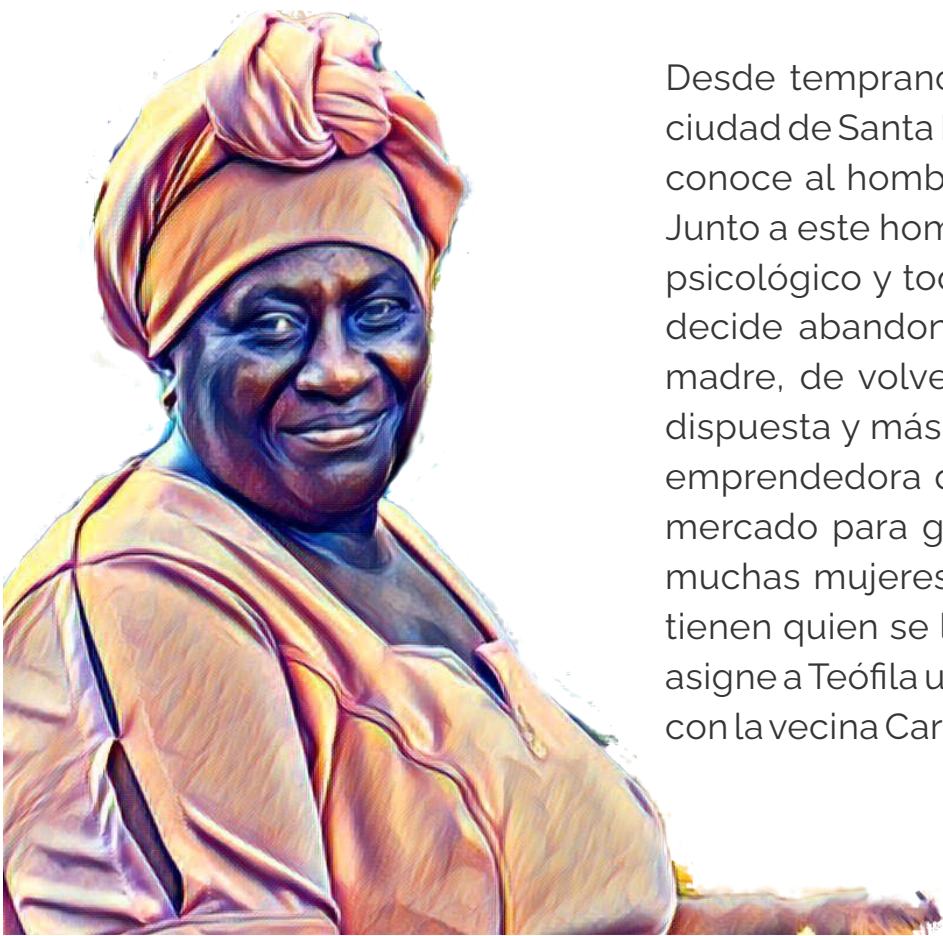 Desde temprano
ciudad de Santa
conoce al homb
Junto a este hom
psicológico y to
decide abandon
madre, de volve
dispuesta y más
emprendedora
mercado para g
muchas mujeres
tienen quien se
asigne a Teófila u
con la vecina Car